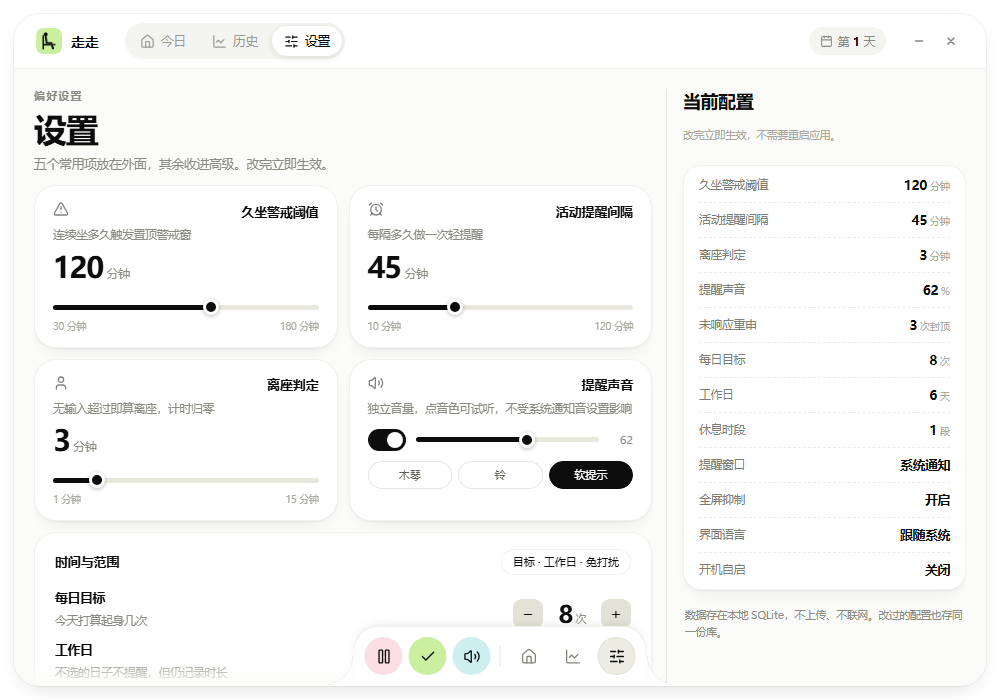 走走
今日
历史
设置
第 1 天
偏好设置
设置
五个常用项放在外面，其余收进高级。改完立即生效。
久坐警戒阈值
连续坐多久触发置顶警戒窗
120 分钟
30 分钟
180 分钟
活动提醒间隔
每隔多久做一次轻提醒
45 分钟
10 分钟
120 分钟
离座判定
无输入超过即算离座，计时归零
3 分钟
1 分钟
15 分钟
提醒声音
独立音量，点音色可试听，不受系统通知音设置影响
62
木琴
铃
软提示
时间与范围
目标 · 工作日 · 免打扰
每日目标
今天打算起身几次
− 8 次 +
工作日
不选的日子不提醒，但仍记录时长
当前配置
改完立即生效，不需要重启应用。
久坐警戒阈值 120 分钟
活动提醒间隔 45 分钟
离座判定 3 分钟
提醒声音 62 %
未响应重申 3 次封顶
每日目标 8 次
工作日 6 天
休息时段 1 段
提醒窗口 系统通知
全屏抑制 开启
界面语言 跟随系统
开机自启 关闭
数据存在本地 SQLite，不上传、不联网。改过的配置也存同
一份库。